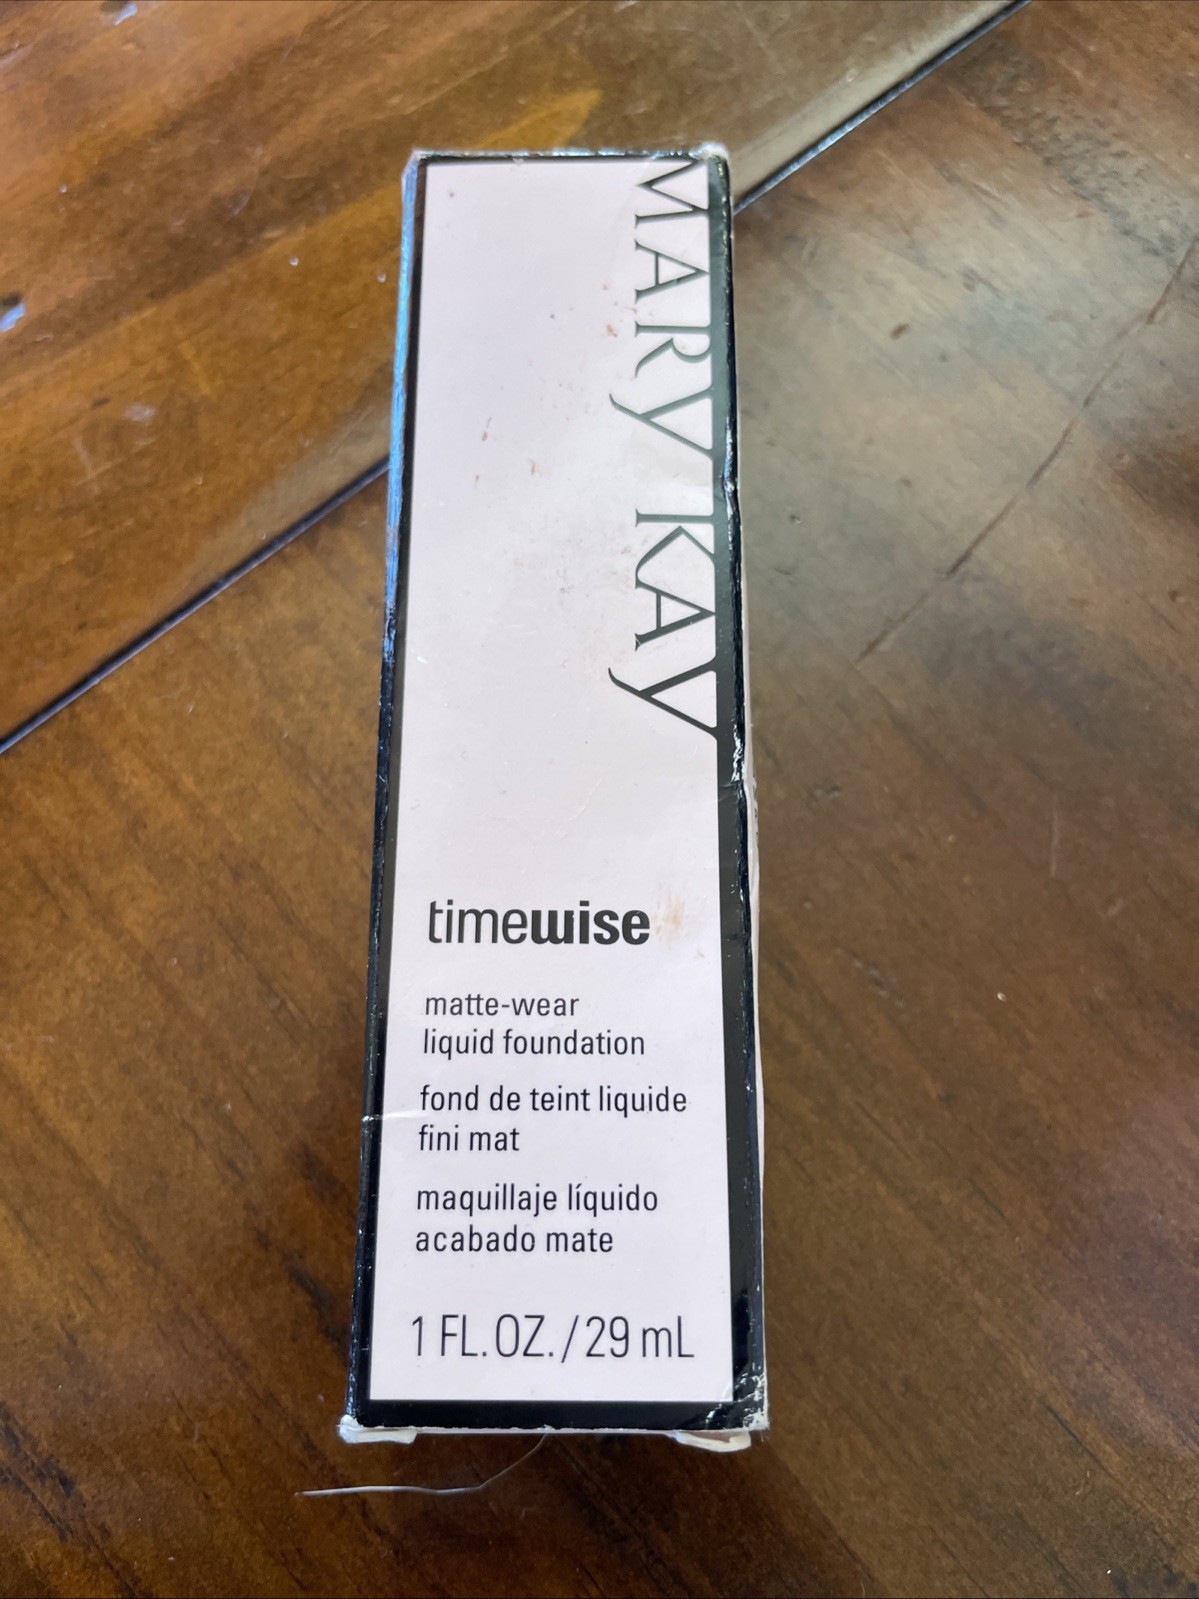 MARY KAY
timewise
matte-wear
liquid foundation
fond de teint liquide
fini mat
maquillaje líquido
acabado mate
1 FL.OZ./29 mL